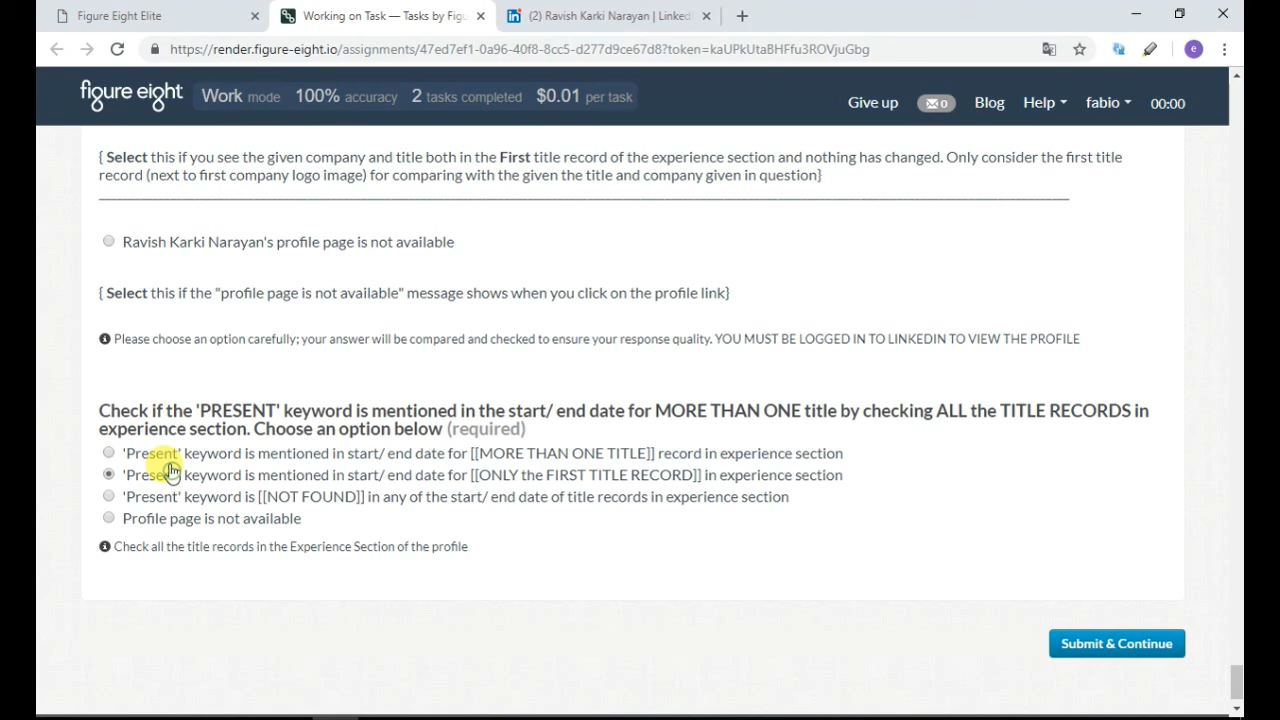 Figure Eight Elite
Working on Task — Tasks by Figu
(2) Ravish Karki Narayan | LinkedI
https://render.figure-eight.io/assignments/47ed7ef1-0a96-40f8-8cc5-d277d9ce67d8?token=kaUPkUtaBHFfu3ROVjuGbg
e
figure eight
Work mode 100% accuracy 2 tasks completed $0.01 per task
Give up 0 Blog Help fabio 00:00
{ Select this if you see the given company and title both in the First title record of the experience section and nothing has changed. Only consider the first title
record (next to first company logo image) for comparing with the given the title and company given in question}
Ravish Karki Narayan's profile page is not available
{ Select this if the "profile page is not available" message shows when you click on the profile link}
Please choose an option carefully; your answer will be compared and checked to ensure your response quality. YOU MUST BE LOGGED IN TO LINKEDIN TO VIEW THE PROFILE
Check if the 'PRESENT' keyword is mentioned in the start/ end date for MORE THAN ONE title by checking ALL the TITLE RECORDS in
experience section. Choose an option below (required)
'Present' keyword is mentioned in start/ end date for [[MORE THAN ONE TITLE]] record in experience section
'Present' keyword is mentioned in start/ end date for [[ONLY the FIRST TITLE RECORD]] in experience section
'Present' keyword is [[NOT FOUND]] in any of the start/ end date of title records in experience section
Profile page is not available
Check all the title records in the Experience Section of the profile
Submit & Continue